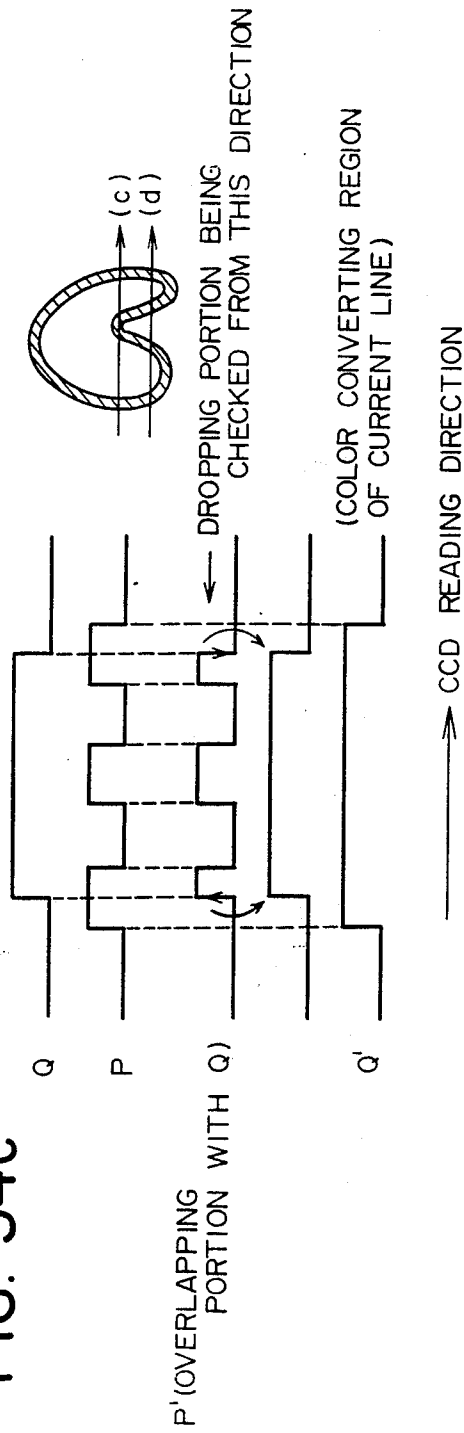 FIG. 34c
Q
P
P'(OVERLAPPING
PORTION WITH Q)
Q'
(c)
(d)
DROPPING PORTION BEING
CHECKED FROM THIS DIRECTION
(COLOR CONVERTING REGION
OF CURRENT LINE)
CCD READING DIRECTION